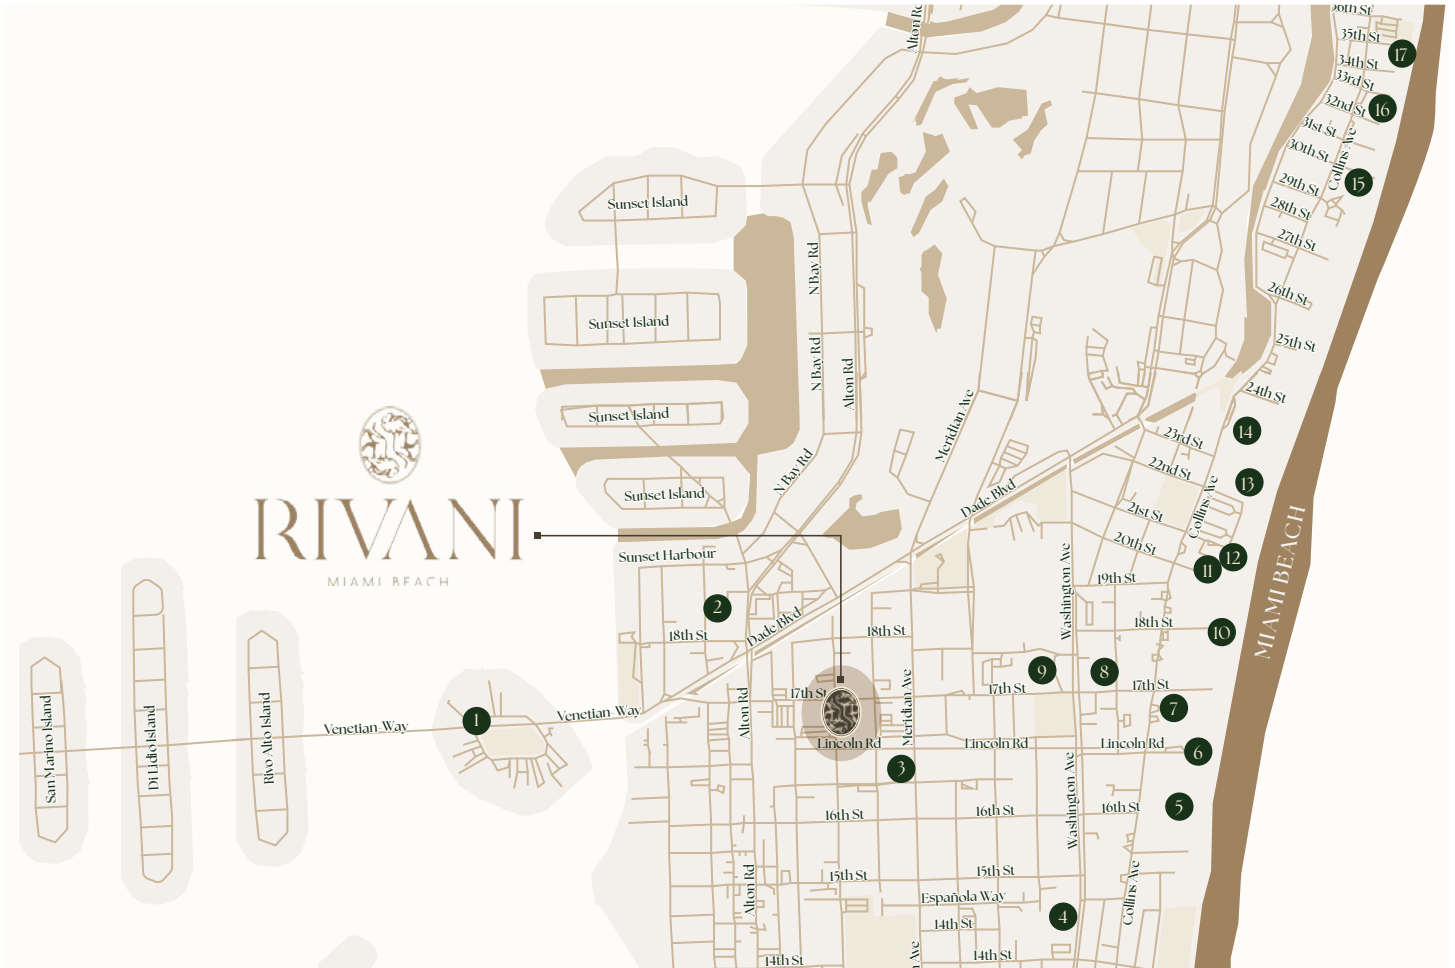 Alton Rd
36th St
35th St
17
34th St
33rd St
32nd St
16
31st St
30th St
Collins Ave
15
29th St
28th St
27th St
26th St
25th St
24th St
Sunset Island
N Bay Rd
Sunset Island
N Bay Rd
Alton Rd
Meridian Ave
Sunset Island
N Bay Rd
Sunset Island
14
23rd St
22nd St
13
Collins Ave
21st St
20th St
Dade Blvd
RIVANI
MIAMI BEACH
Sunset Harbour
12
11
MIAMI BEACH
Washington Ave
19th St
2
18th St
Dade Blvd
18th St
18th St
10
9
8
17th St
17th St
17th St
7
Meridian Ave
Alton Rd
San Marino Island
Di Lidio Island
Rivo Alto Island
Venetian Way
1
Venetian Way
Lincoln Rd
Lincoln Rd
Lincoln Rd
6
3
Washington Ave
16th St
16th St
16th St
5
15th St
15th St
Alton Rd
Española Way
Collins Ave
4
14th St
14th St
14th St